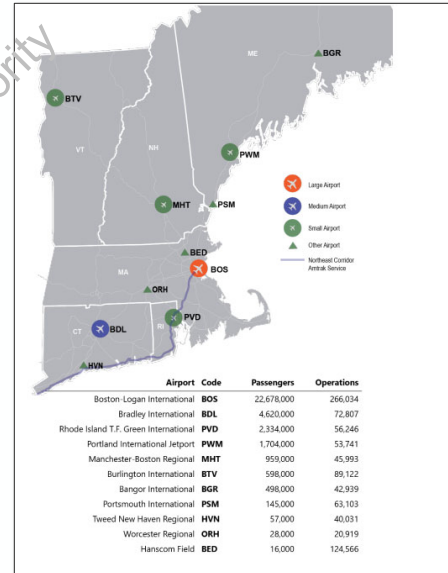 ority
ME
BGR
BTV
VT
NH
PWM
MHT
PSM
Large Airport
Medium Airport
Small Airport
Other Airport
Northeast Corridor
Amtrak Service
BED
MA
BOS
ORH
CT
RI
PVD
BDL
HVN
Airport Code Passengers Operations
Boston-Logan International BOS 22,678,000 266,034
Bradley International BDL 4,620,000 72,807
Rhode Island T.F. Green International PVD 2,334,000 56,246
Portland International Jetport PWM 1,704,000 53,741
Manchester-Boston Regional MHT 959,000 45,993
Burlington International BTV 598,000 89,122
Bangor International BGR 498,000 42,939
Portsmouth International PSM 145,000 63,103
Tweed New Haven Regional HVN 57,000 40,031
Worcester Regional ORH 28,000 20,919
Hanscom Field BED 16,000 124,566